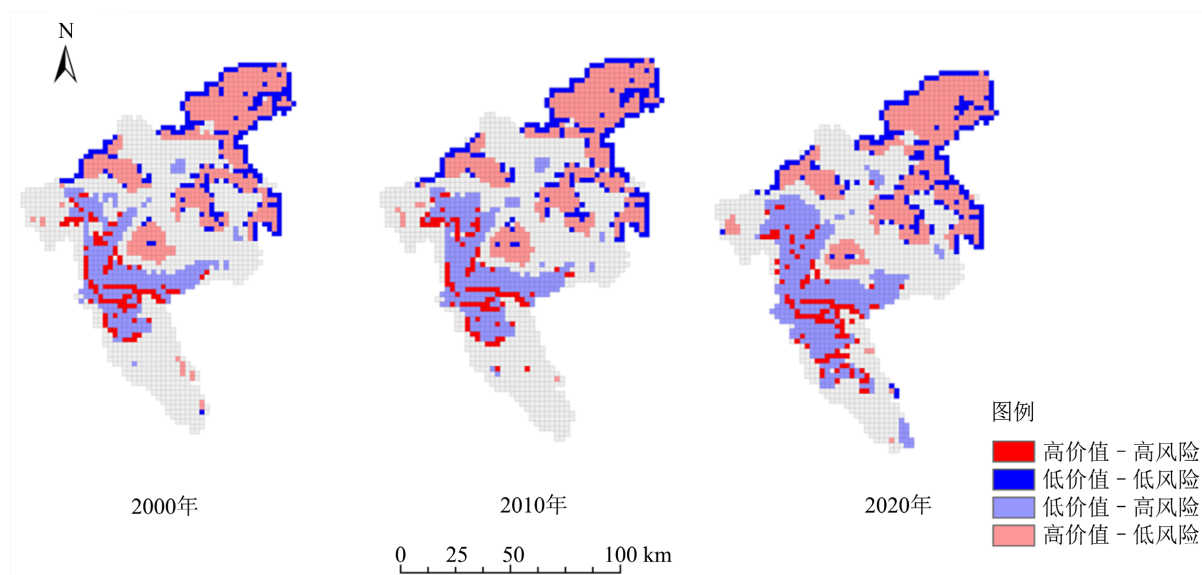 N
2000年
2010年
2020年
图例
高价值－高风险
低价值－低风险
低价值－高风险
高价值－低风险
0 25 50 100 km